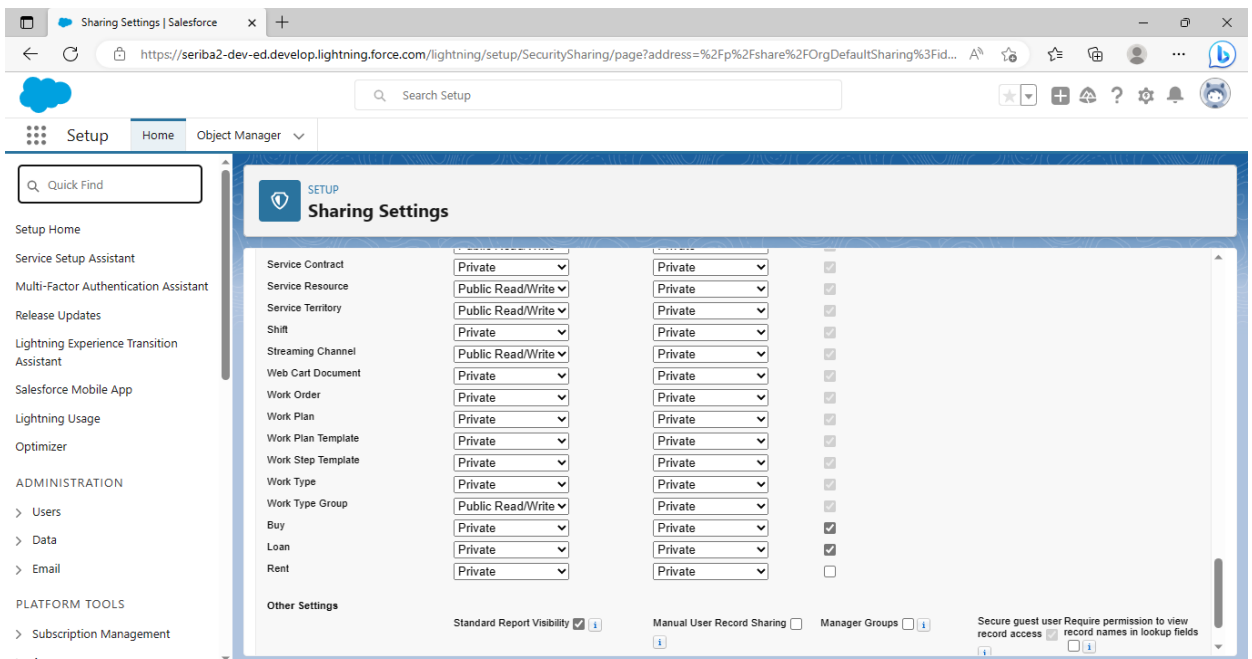 Sharing Settings | Salesforce
https://seriba2-dev-ed.develop.lightning.force.com/lightning/setup/SecuritySharing/page?address=%2Fp%2Fshare%2FOrgDefaultSharing%3Fid...
Search Setup
Setup
Home
Object Manager
Quick Find
Setup Home
Service Setup Assistant
Multi-Factor Authentication Assistant
Release Updates
Lightning Experience Transition
Assistant
Salesforce Mobile App
Lightning Usage
Optimizer
ADMINISTRATION
Users
Data
Email
PLATFORM TOOLS
Subscription Management
SETUP
Sharing Settings
Service Contract Private Private
Service Resource Public Read/Write Private
Service Territory Public Read/Write Private
Shift Private Private
Streaming Channel Public Read/Write Private
Web Cart Document Private Private
Work Order Private Private
Work Plan Private Private
Work Plan Template Private Private
Work Step Template Private Private
Work Type Private Private
Work Type Group Public Read/Write Private
Buy Private Private
Loan Private Private
Rent Private Private
Other Settings
Standard Report Visibility
Manual User Record Sharing
Manager Groups
Secure guest user
record access
Require permission to view
record names in lookup fields